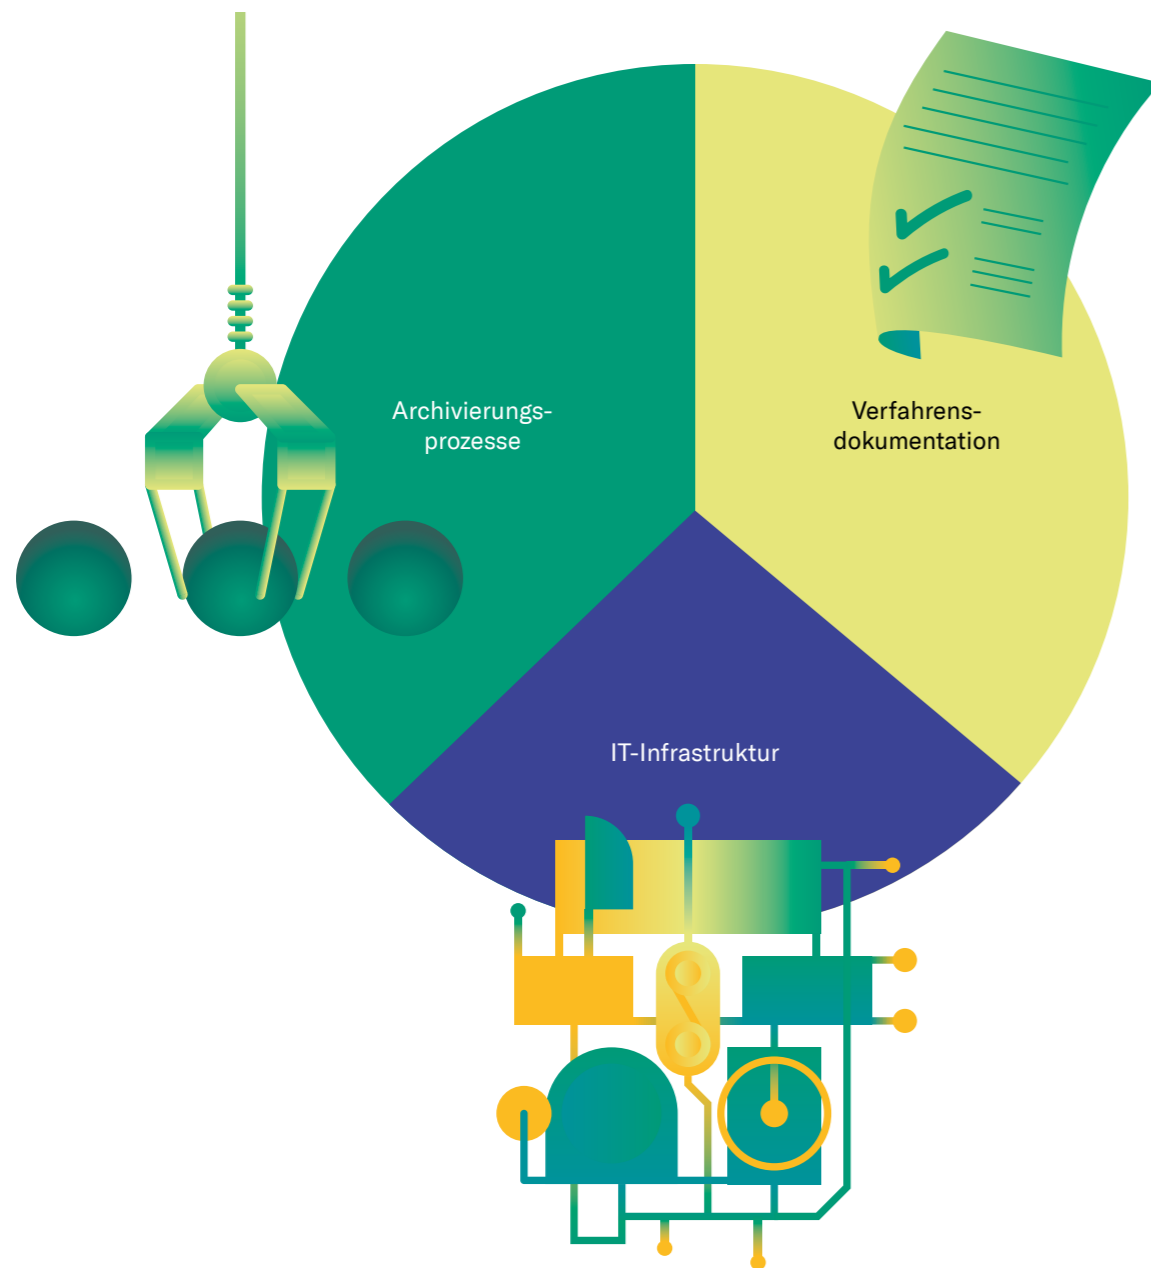 Archivierungs-
prozesse
Verfahrens-
dokumentation
IT-Infrastruktur